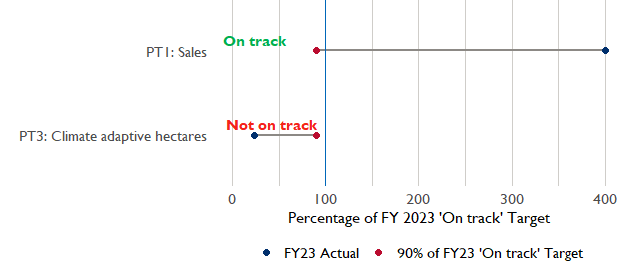 On track
PT1: Sales
Not on track
PT3: Climate adaptive hectares
0 100 200 300 400
Percentage of FY 2023 'On track' Target
FY23 Actual 90% of FY23 'On track' Target